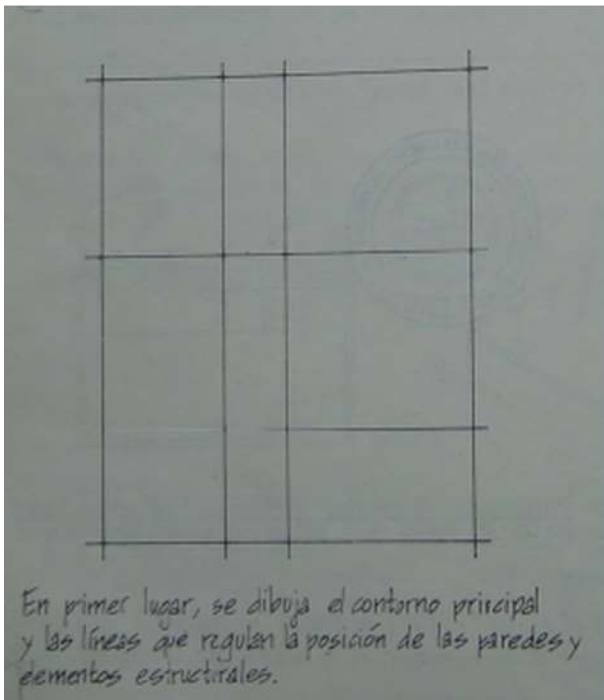 En primer lugar, se dibuja el contorno principal
y las líneas que regulan la posición de las paredes y
elementos estructurales.